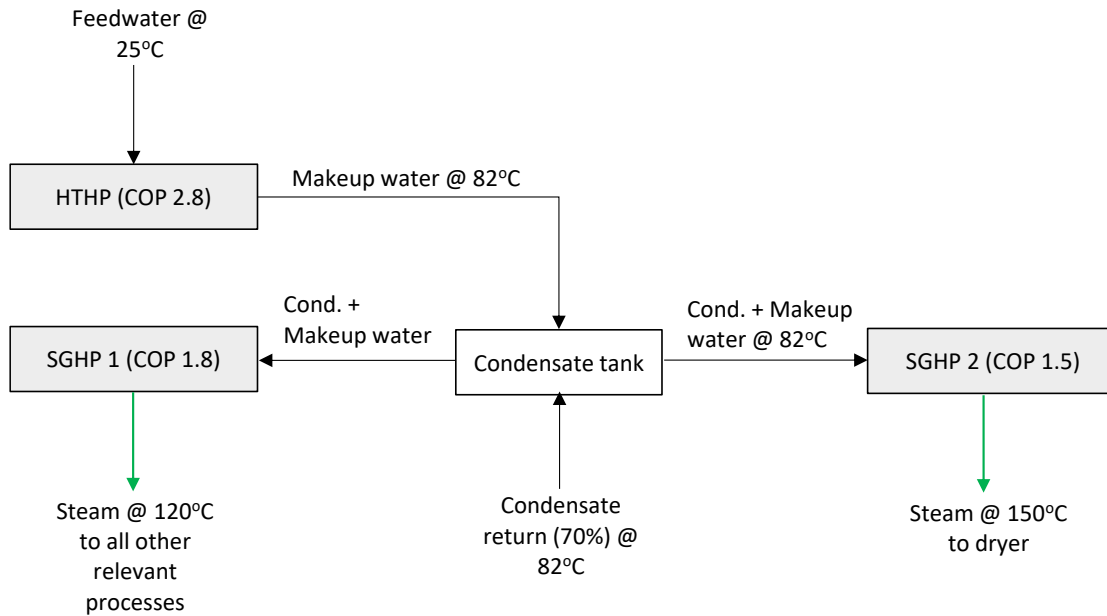 Feedwater @
25°C
HTHP (COP 2.8)
Makeup water @ 82°C
Cond. +
Makeup water
Cond. + Makeup
water @ 82°C
SGHP 1 (COP 1.8)
Condensate tank
SGHP 2 (COP 1.5)
Steam @ 120°C
to all other
relevant
processes
Condensate
return (70%) @
82°C
Steam @ 150°C
to dryer